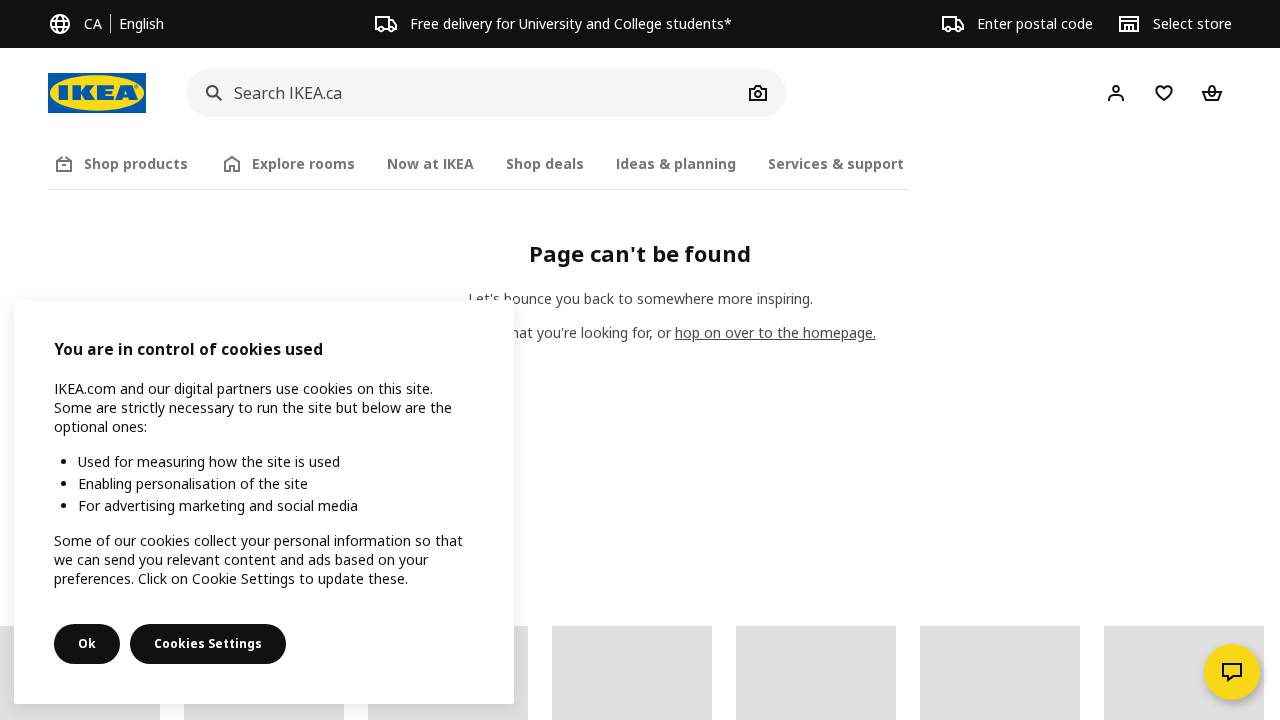 CA English
Free delivery for University and College students*
Enter postal code
Select store
IKEA
Search IKEA.ca
Shop products
Explore rooms
Now at IKEA
Shop deals
Ideas & planning
Services & support
Page can't be found
Let's bounce you back to somewhere more inspiring.
you're looking for, or hop on over to the homepage.
You are in control of cookies used
IKEA.com and our digital partners use cookies on this site.
Some are strictly necessary to run the site but below are the
optional ones:
Used for measuring how the site is used
Enabling personalisation of the site
For advertising marketing and social media
Some of our cookies collect your personal information so that
we can send you relevant content and ads based on your
preferences. Click on Cookie Settings to update these.
Ok
Cookies Settings